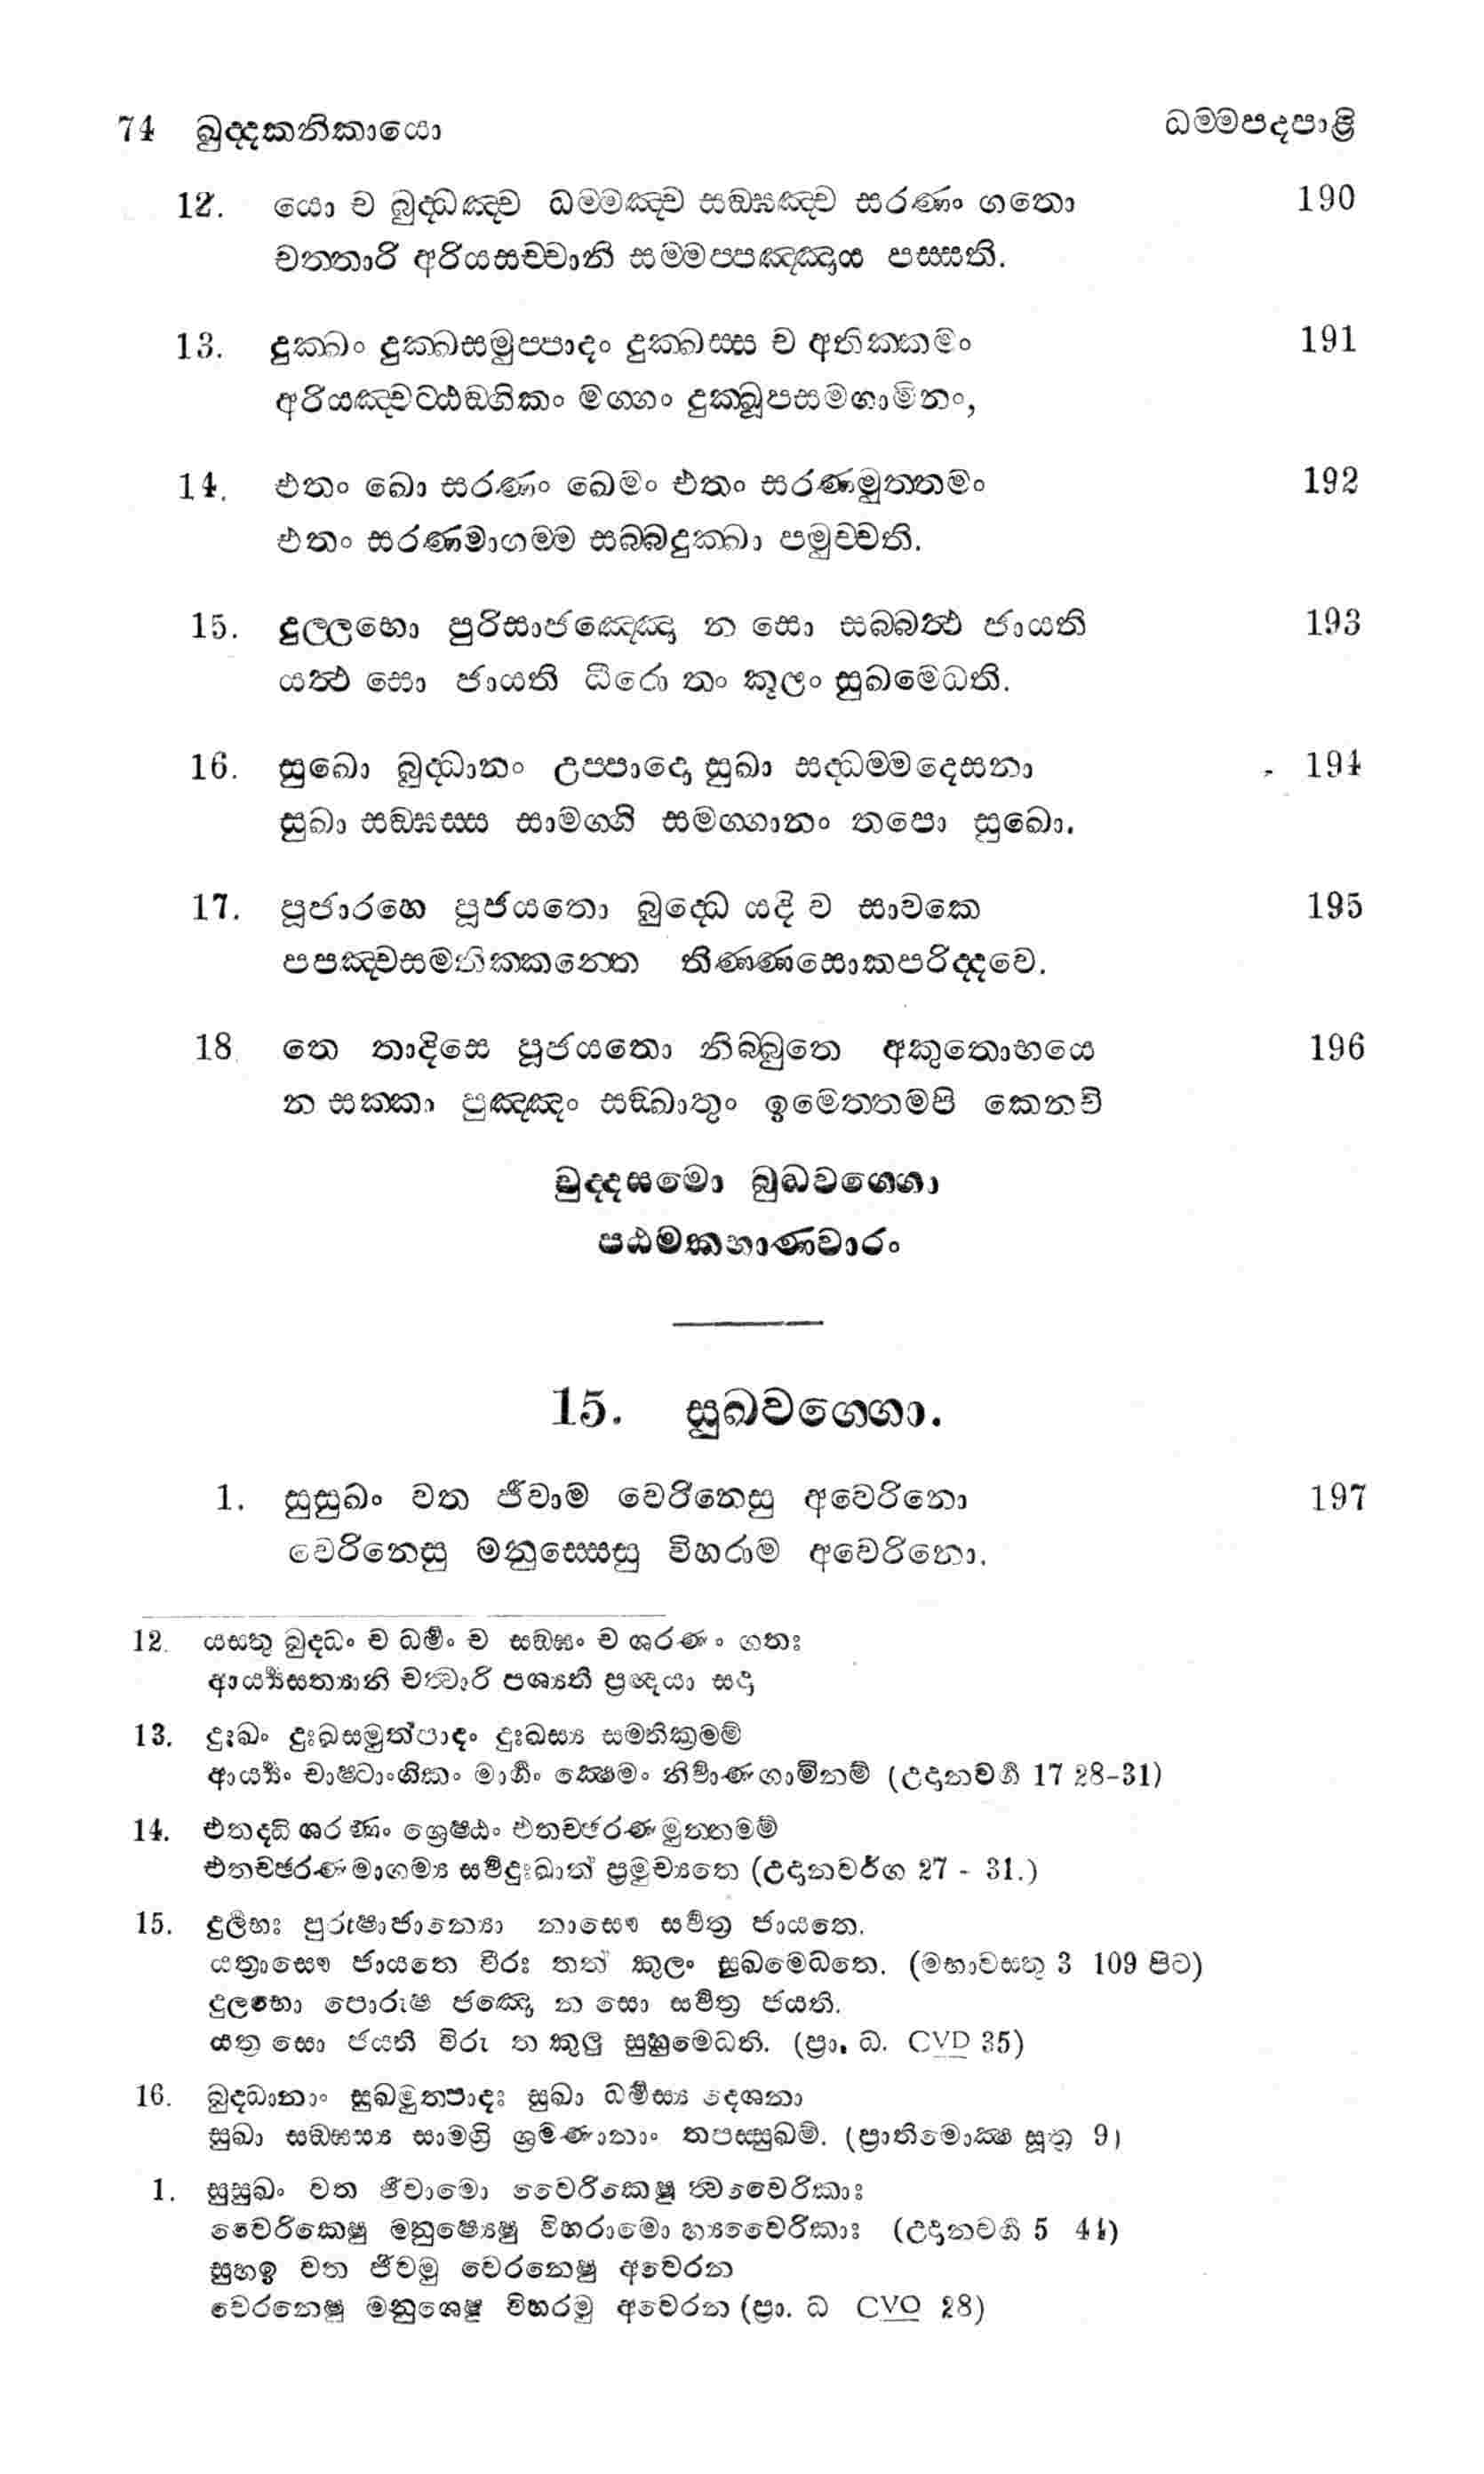 74 ඛුද්දකනිකායො ධම්මපදපාළි
12. යො ච බුද්ධඤ්ච ධම්මඤ්ච සඞ්ඝඤ්ච සරණං ගතො 190
චත්තාරි අරියසච්චානි සම්මප්පඤ්ඤාය පස්සති.
13. දුක්ඛං දුක්ඛසමුප්පාදං දුක්ඛස්ස ච අතික්කමං 191
අරියඤ්චට්ඨඞ්ගිකං මග්ගං දුක්ඛූපසමගාමිනං,
14. එතං ඛො සරණං ඛෙමං එතං සරණමුත්තමං 192
එතං සරණමාගම්ම සබ්බදුක්ඛා පමුච්චති.
15. දුල්ලභො පුරිසාජඤ්ඤො න සො සබ්බත්ථ ජායති 193
යත්ථ සො ජායති ධීරො තං කූලං සුඛමෙධති.
16. සුඛො බුද්ධානං උප්පාදො සුඛා සද්ධම්මදෙසනා 194
සුඛා සඞ්ඝස්ස සාමග්ගි සමග්ගානං තපො සුඛො.
17. පූජාරහෙ පූජයතො බුද්ධෙ යදි ව සාවකෙ 195
පපඤ්චසමතික්කන්තෙ තිණ්ණසොකපරිද්දවෙ.
18 තෙ තාදිසෙ පූජයතො නිබ්බුතෙ අකුතොභයෙ 196
න සක්කා පුඤ්ඤං සඞ්ඛාතුං ඉමෙත්තමපි කෙනචි
චුද්දසමො බුධවග්ගො
පඨමකභාණවාරං
15. සුඛවග්ගො.
1. සුසුඛං වත ජීවාම වෙරිනෙසු අවෙරිනො 197
වෙරිනෙසු මනුස්සෙසු විහරාම අවෙරිනො.
12. යස්තු බුද්ධං ච ධර්මං ච සඞ්ඝං ච ශරණං ගතඃ
ආර්‍ය්‍යසත්‍යානි චත්වාරි පශ්‍යති ප්‍රඥයා සදා
13. දුඃඛං දුඃඛසමුත්පාදං දුඃඛස්‍ය සමතික්‍රමම්
ආර්‍ය්‍යං චාෂ්ටාංගිකං මාර්ගං ක්ෂෙමං නිර්වාණගාමිනම් (උදානවර්ග 17 28-31)
14. එතද්ධි ශරණං ශ්‍රෙෂ්ඨං එතච්ඡරණමුත්තමම්
එතච්ඡරණමාගම්‍ය සර්වදුඃඛාත් ප්‍රමුච්‍යතෙ (උදානවර්ග 27 - 31.)
15. දුර්ලභඃ පුරුෂාජාන්‍යො නාසෞ සර්වත්‍ර ජායතෙ.
යත්‍රාසෞ ජායතෙ වීරඃ තත් කුලං සුඛමෙධතෙ. (මහාවස්තු 3 109 පිට)
දුලභො පොරුෂ ජඤෙ න සො සර්වත්‍ර ජයති.
යත්‍ර සො ජයති විරු ත කුලු සුහුමෙධති. (ප්‍රා. ධ. CVD 35)
16. බුද්ධානාං සුඛමුත්පාදඃ සුඛා ධර්මස්‍ය දෙශනා
සුඛා සඞ්ඝස්‍ය සාමග්‍රි ශ්‍රමණානාං තපස්සුඛම්. (ප්‍රාතිමොක්ෂ සූත්‍ර 9)
1. සුසුඛං වත ජීවාමො වෛරිකෙෂු ත්වවෛරිකාඃ
වෛරිකෙෂු මනුෂ්‍යෙෂු විහරාමො හ්‍යවෛරිකාඃ (උදානවර්ග 5 44)
සුහඉ වත ජීවමු වෙරනෙෂු අවෙරන
වෙරනෙෂු මනුශෙෂු විහරමු අවෙරන (ප්‍රා. ධ CVO 28)